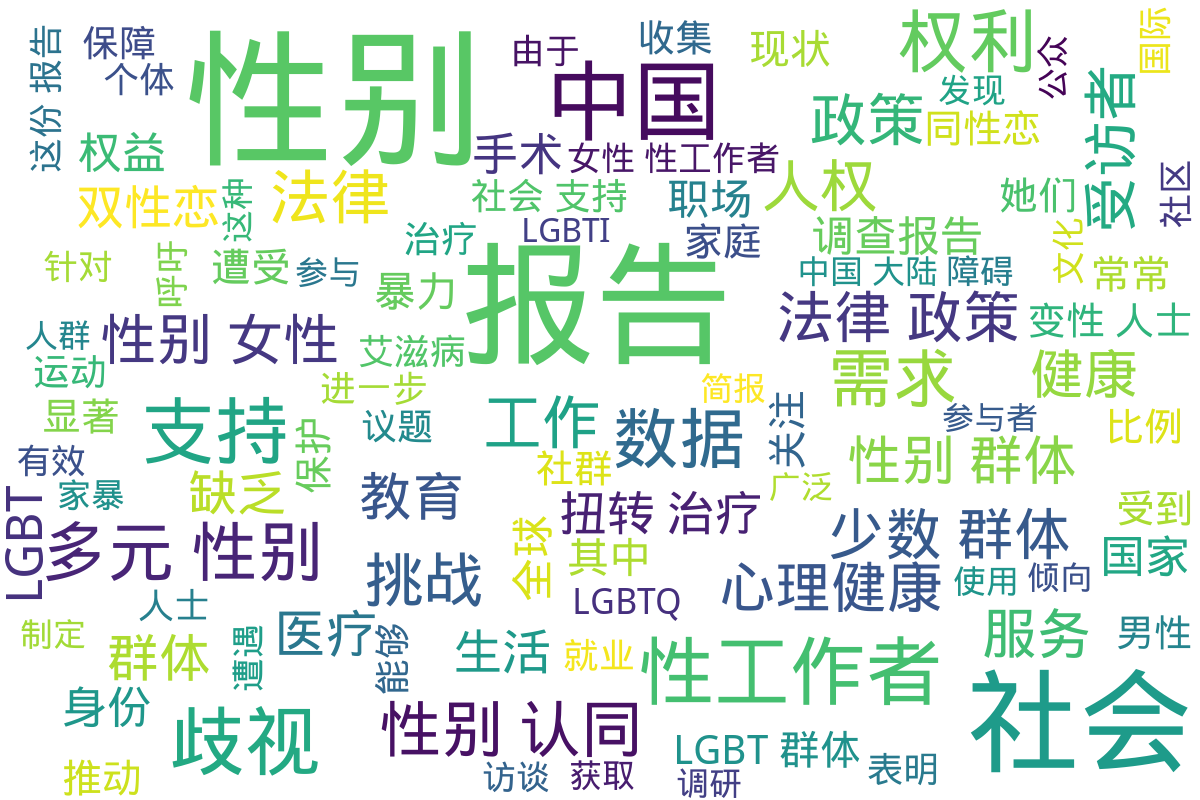 这份 报告
保障
个体
性别
由于
中国
收集
现状
权利
公众
国际
发现
受访者
权益
手术
女性 性工作者
政策
同性恋
双性恋
这种
法律
社会 支持
职场
人权
她们
社区
LGBTI
针对
呼吁
遭受
参与
治疗
家庭
调查报告
文化
常常
暴力
报告
中国 大陆 障碍
人群
性别 女性
艾滋病
法律 政策
变性 人士
运动
进一步
简报
需求
健康
显著
支持
保护
议题
工作
数据
关注
参与者
比例
有效
家暴
缺乏
教育
社群
广泛
性别 群体
受到
LGBT
多元 性别
扭转 治疗
少数 群体
国家
挑战
全球
其中
心理健康
使用
倾向
人士
LGBTQ
制定
群体
遭遇
医疗
能够
生活
就业
性工作者
服务
男性
身份
歧视
性别 认同
LGBT 群体
社会
推动
访谈
获取
调研
表明